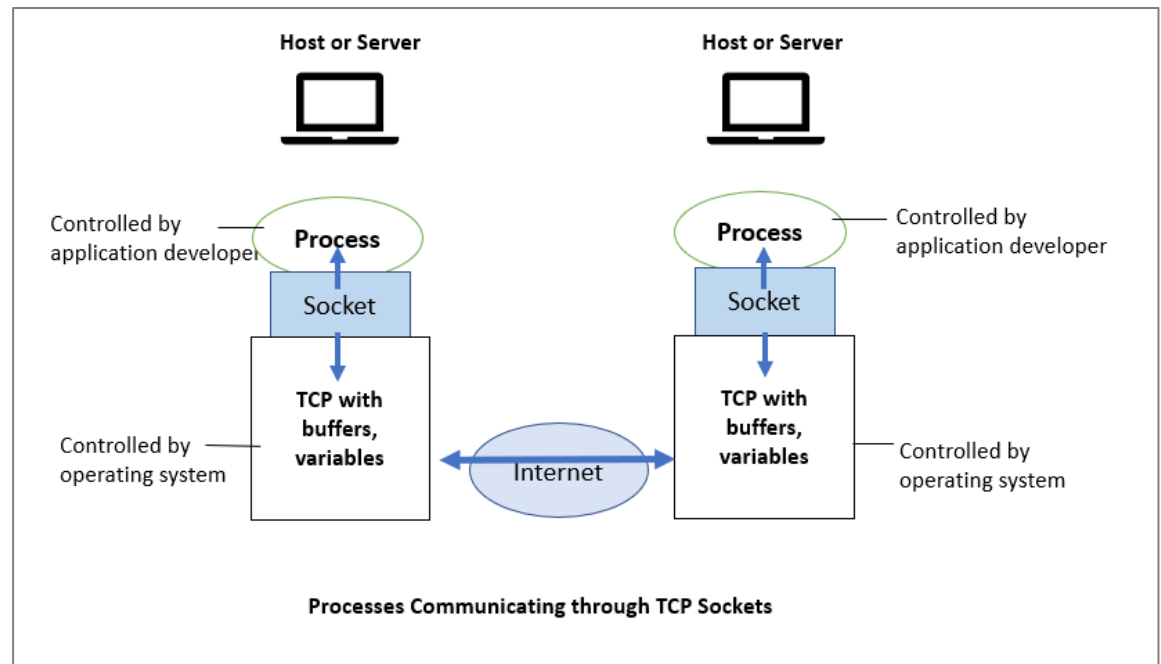 Host or Server
Host or Server
Controlled by
application developer
Process
Process
Controlled by
application developer
Socket
Socket
TCP with
buffers,
variables
TCP with
buffers,
variables
Controlled by
operating system
Internet
Controlled by
operating system
Processes Communicating through TCP Sockets